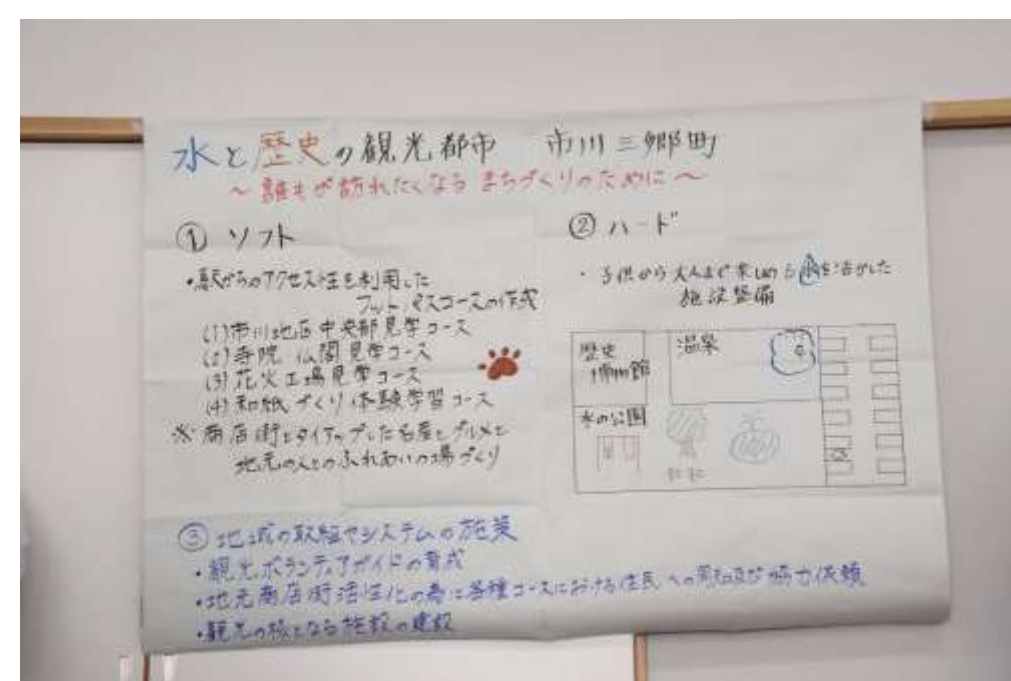 水と歴史の観光都市 市川三郷町
～誰もが訪れたくなる まちづくりのために～
① ソフト
・駅からのアクセス性を利用した
フットパスコースの作成
(1)市川地区中央部見学コース
(2)寺院 仏閣見学コース
(3)花火工場見学コース
(4)和紙づくり体験学習コース
※商店街とタイアップした名産とグルメと
地元の人とのふれあいの場づくり
② ハード
・子供から大人まで楽しめる水を活かした
施設整備
歴史
博物館
温泉
水の公園
③ 地域の取組やシステムの施策
・観光ボランティアガイドの育成
・地元商店街活性化の為に各種コースにおける住民への周知及び協力依頼
・観光の核となる施設の建設